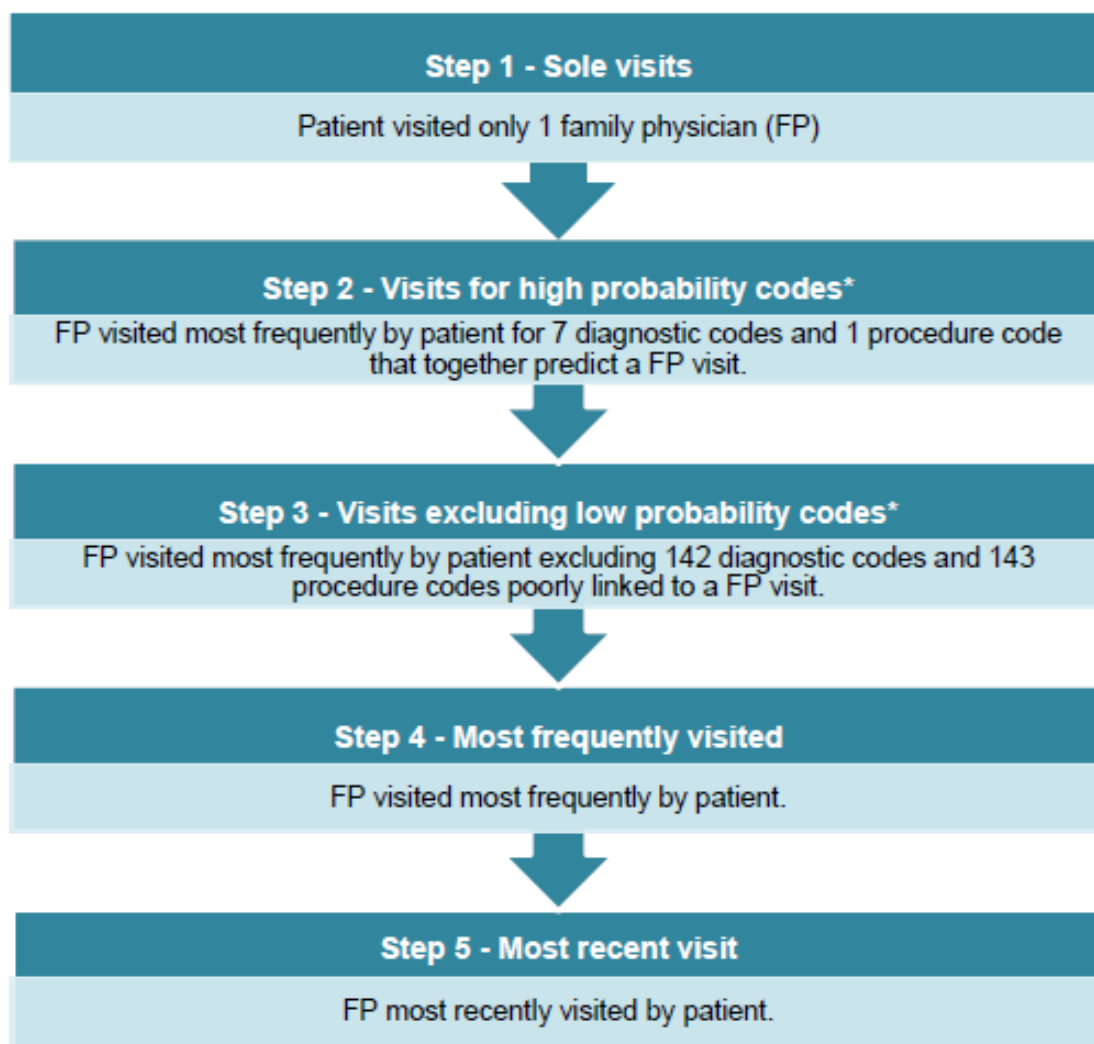 Step 1 - Sole visits
Patient visited only 1 family physician (FP)
Step 2 - Visits for high probability codes*
FP visited most frequently by patient for 7 diagnostic codes and 1 procedure code
that together predict a FP visit.
Step 3 - Visits excluding low probability codes*
FP visited most frequently by patient excluding 142 diagnostic codes and 143
procedure codes poorly linked to a FP visit.
Step 4 - Most frequently visited
FP visited most frequently by patient.
Step 5 - Most recent visit
FP most recently visited by patient.